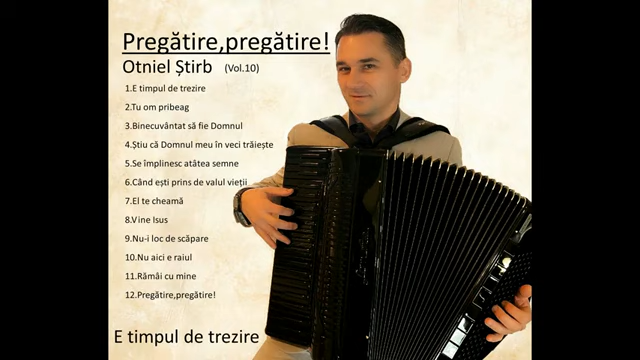 Pregătire,pregătire!
Otniel Știrb (Vol.10)
1.E timpul de trezire
2.Tu om pribeag
3.Binecuvântat să fie Domnul
4.Știu că Domnul meu în veci trăiește
5.Se împlinesc atâtea semne
6.Când ești prins de valul vieții
7.El te cheamă
8.Vine Isus
9.Nu-i loc de scăpare
10.Nu aici e raiul
11.Rămâi cu mine
12.Pregătire,pregătire!
E timpul de trezire